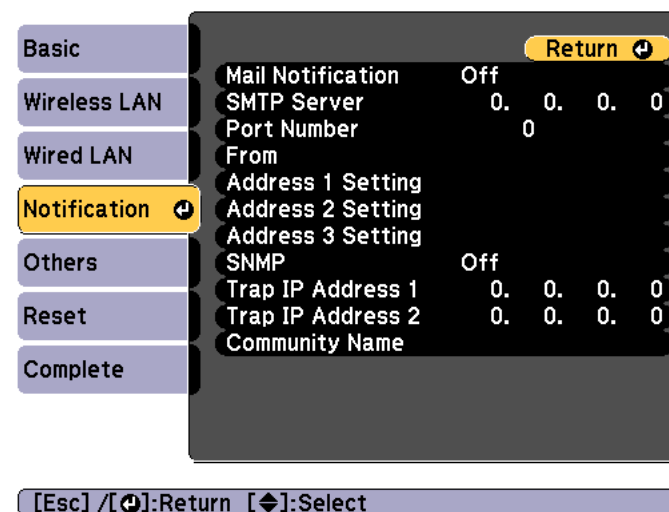 Basic
Wireless LAN
Wired LAN
Notification
Others
Reset
Complete
Return
Mail Notification Off
SMTP Server 0. 0. 0. 0
Port Number 0
From
Address 1 Setting
Address 2 Setting
Address 3 Setting
SNMP Off
Trap IP Address 1 0. 0. 0. 0
Trap IP Address 2 0. 0. 0. 0
Community Name
[Esc] /[⏎]:Return [◆]:Select